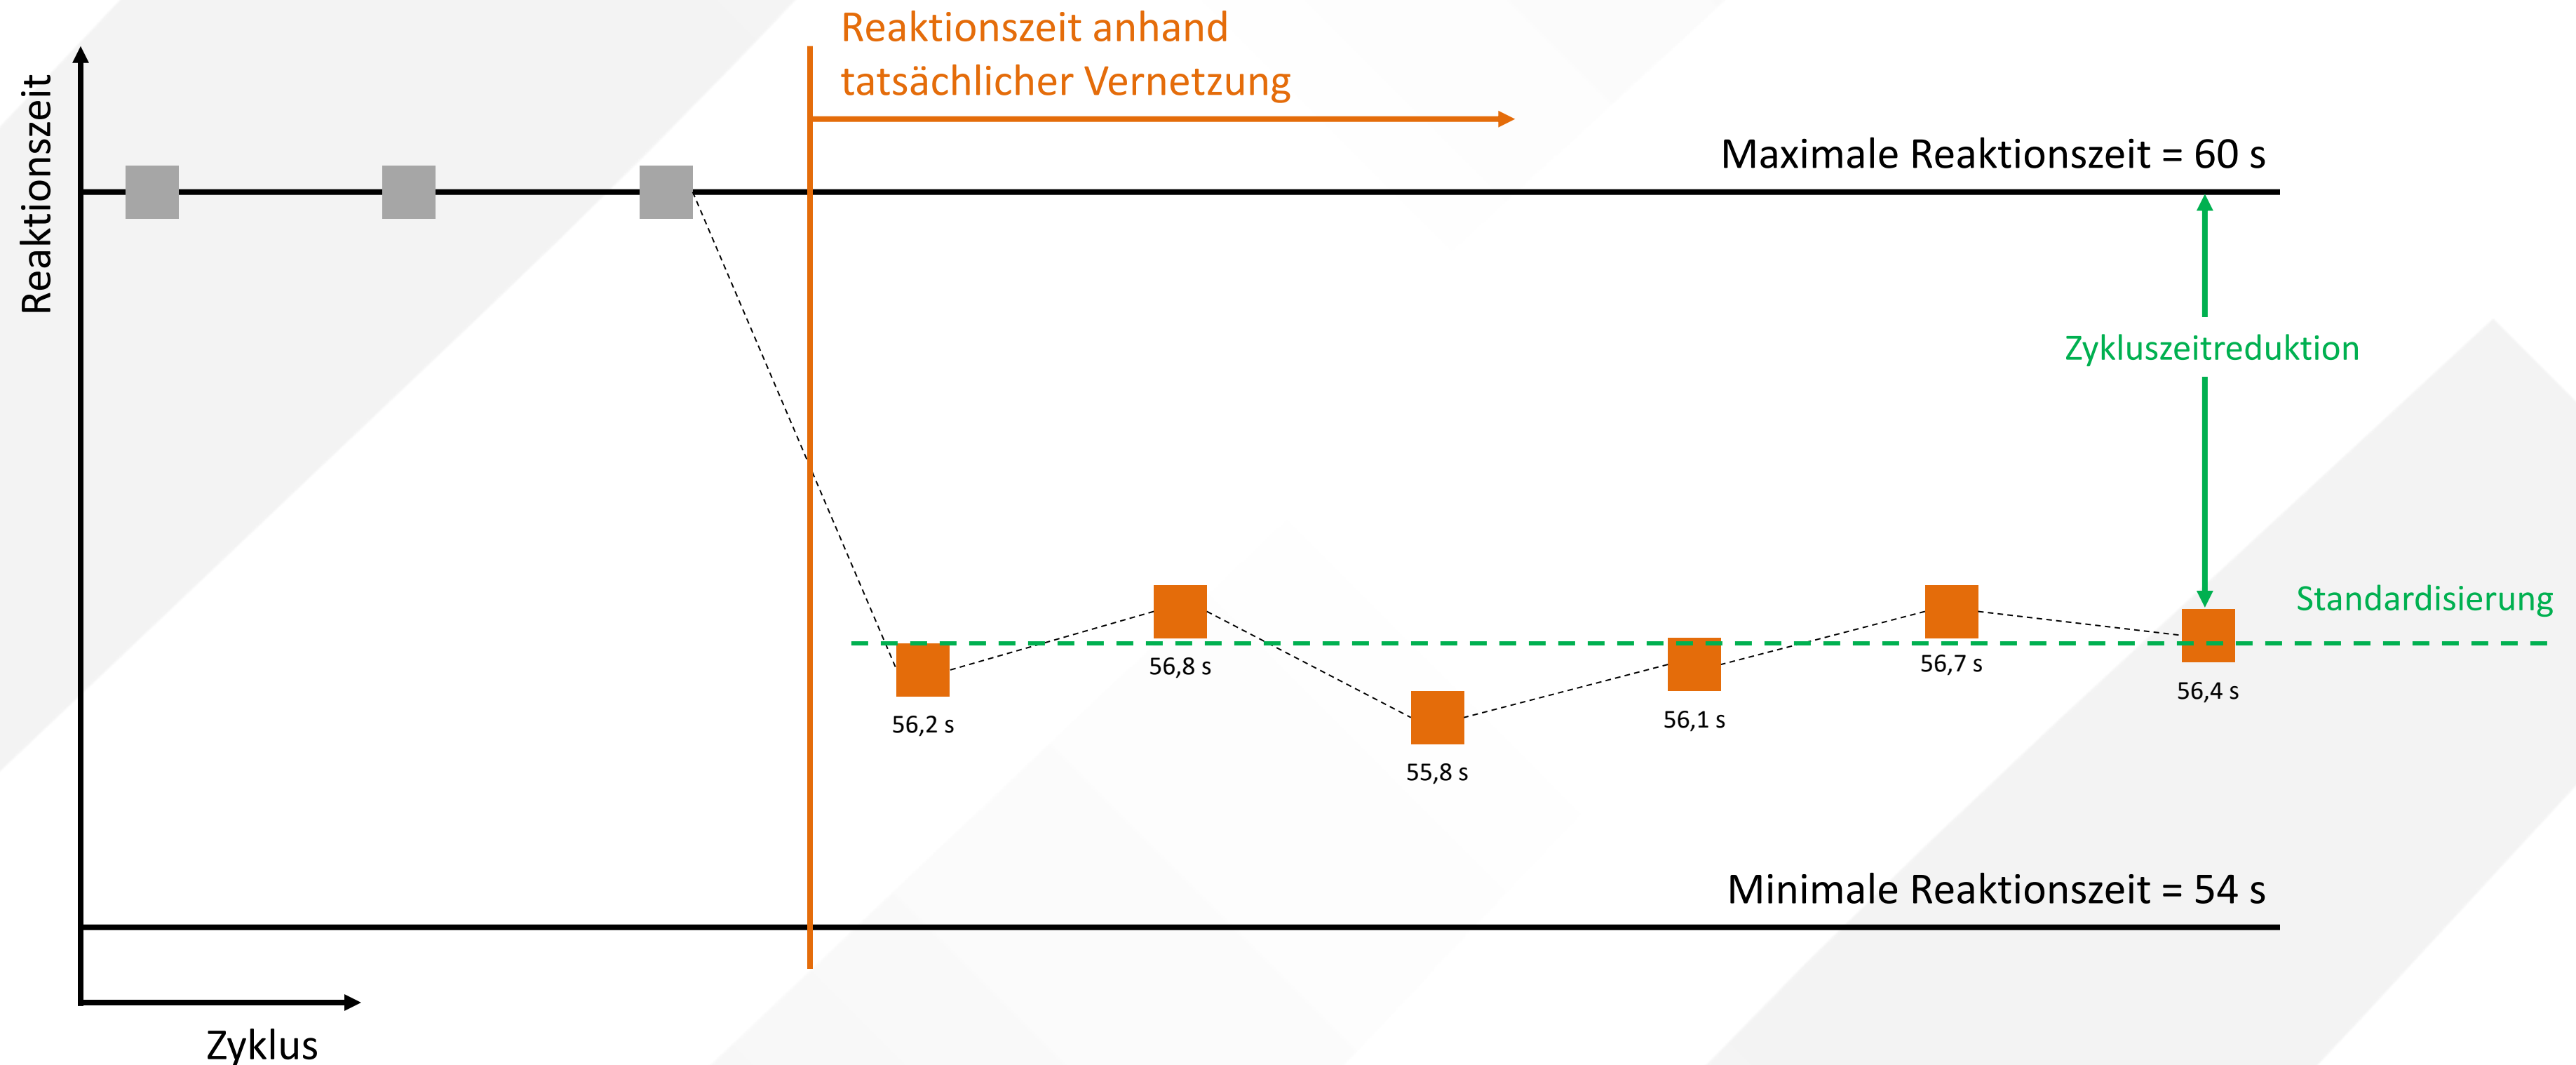 Reaktionszeit anhand
tatsächlicher Vernetzung
Reaktionszeit
Maximale Reaktionszeit = 60 s
Zykluszeitreduktion
Standardisierung
56,2 s
56,8 s
55,8 s
56,1 s
56,7 s
56,4 s
Minimale Reaktionszeit = 54 s
Zyklus